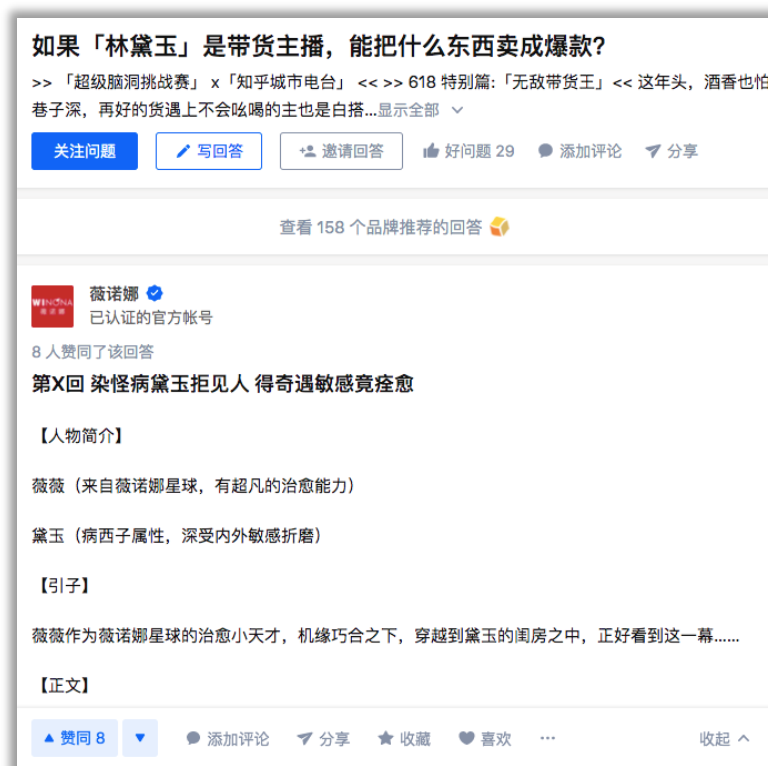 如果「林黛玉」是带货主播，能把什么东西卖成爆款?
>> 「超级脑洞挑战赛」 x「知乎城市电台」 << >> 618 特别篇:「无敌带货王」<< 这年头，酒香也怕
巷子深，再好的货遇上不会吆喝的主也是白搭...显示全部
关注问题 写回答 邀请回答 好问题 29 添加评论 分享
查看 158 个品牌推荐的回答
WINONA
薇诺娜
薇诺娜
已认证的官方帐号
8 人赞同了该回答
第X回 染怪病黛玉拒见人 得奇遇敏感竟痊愈
【人物简介】
薇薇（来自薇诺娜星球，有超凡的治愈能力）
黛玉（病西子属性，深受内外敏感折磨）
【引子】
薇薇作为薇诺娜星球的治愈小天才，机缘巧合之下，穿越到黛玉的闺房之中，正好看到这一幕……
【正文】
赞同 8 添加评论 分享 收藏 喜欢 ··· 收起